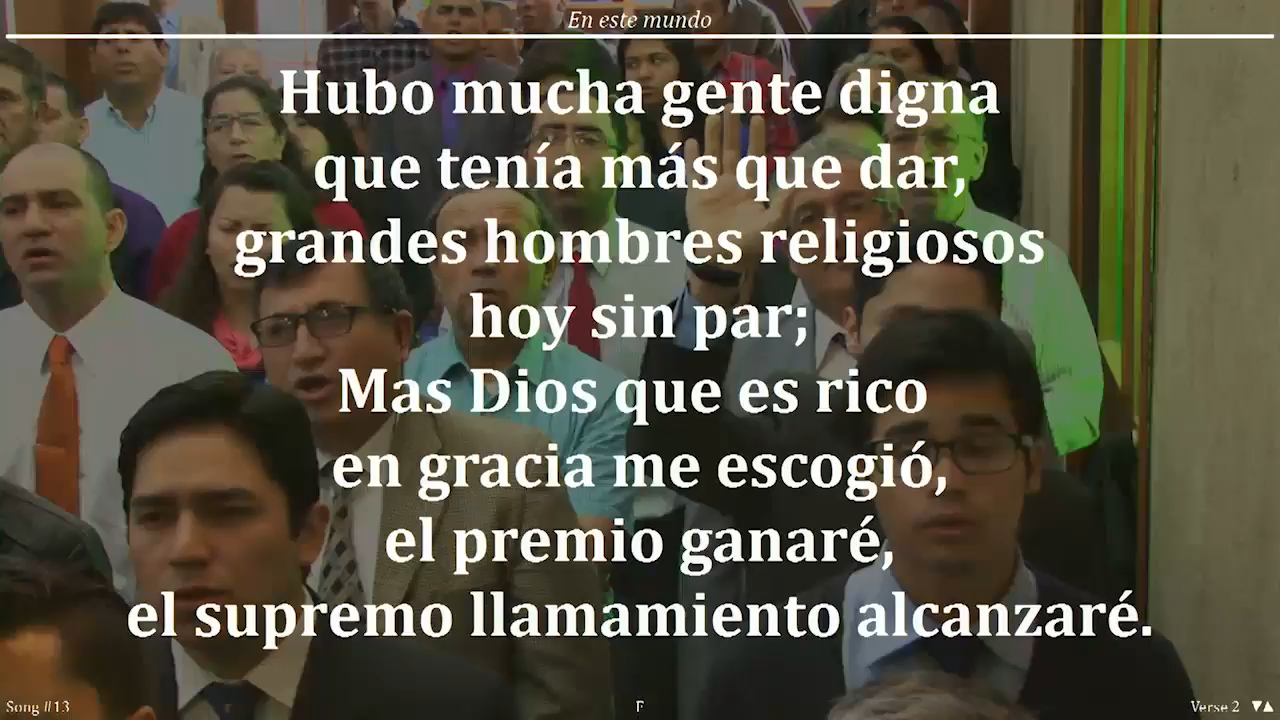 En este mundo
Hubo mucha gente digna
que tenía más que dar,
grandes hombres religiosos
hoy sin par;
Mas Dios que es rico
en gracia me escogió,
el premio ganaré,
el supremo llamamiento alcanzaré.
Song #13
F
Verse 2 ▼▲